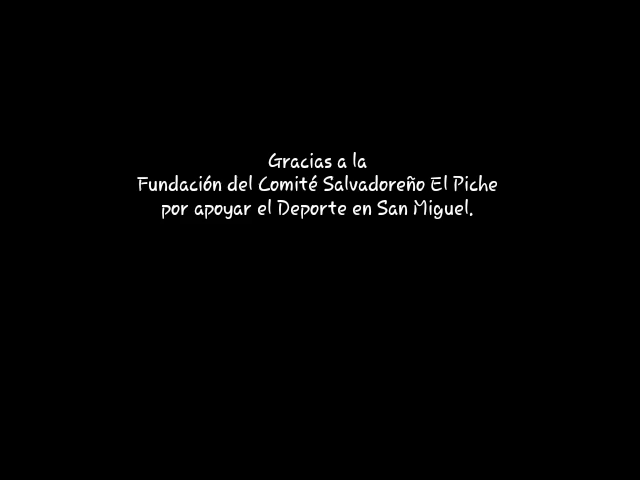 Gracias a la
Fundación del Comité Salvadoreño El Piche
por apoyar el Deporte en San Miguel.